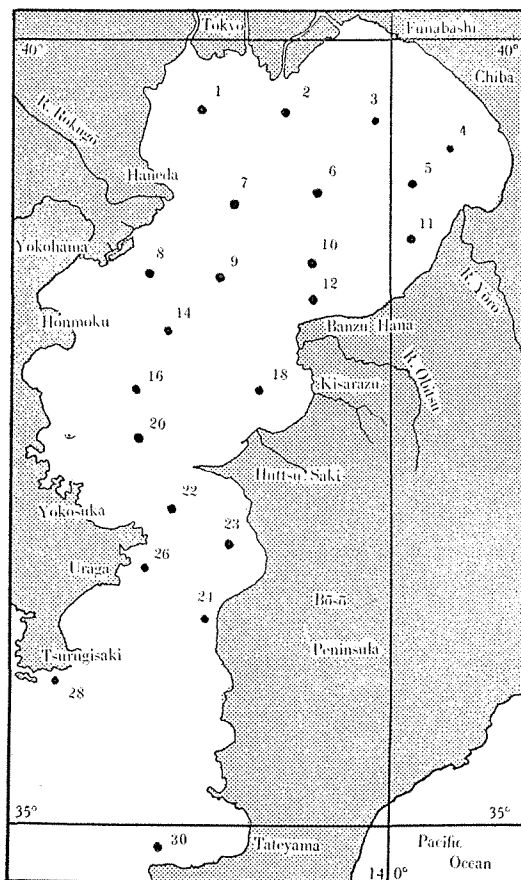 Tokyo
Funabashi
40°
40°
Chiba
1
2
3
4
R. Rokugo
5
6
Haneda
7
11
Yokohama
8
9
10
R. Yōro
12
Honmoku
14
Banzu Hana
R. Obitsu
16
18
Kisarazu
20
Huttsu Saki
22
Yokosuka
23
Uraga
26
24
Bōsō
Peninsula
Tsurugisaki
28
35°
35°
30
Tateyama
Pacific
Ocean
140°